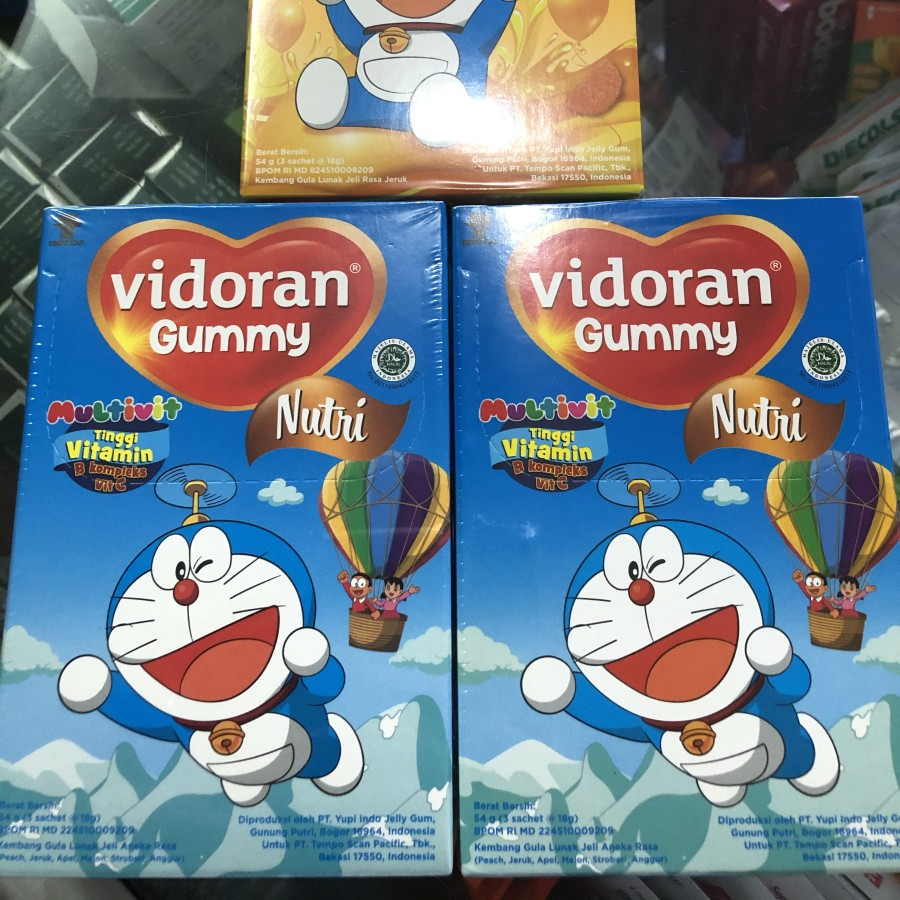 Berat Bersih:
54 g (3 sachet @ 18g)
BPOM RI MD 824510008209
Kembang Gula Lunak Jeli Rasa Jeruk
PT. Yupi Indo Jelly Gum,
Gunung Putri, Bogor 16964, Indonesia
Untuk PT. Tempo Scan Pacific, Tbk.,
Bekasi 17550, Indonesia
vidoran®
Gummy
Nutri
Multivit
Tinggi
Vitamin
B kompleks
Vit C
Berat Bersih:
54 g (3 sachet @ 18g)
BPOM RI MD 224510009209
Kembang Gula Lunak Jeli Aneka Rasa
(Peach, Jeruk, Apel, Melon, Stroberi, Anggur)
Diproduksi oleh PT. Yupi Indo Jelly Gum,
Gunung Putri, Bogor 16964, Indonesia
Untuk PT. Tempo Scan Pacific, Tbk.,
Bekasi 17550, Indonesia
vidoran®
Gummy
Nutri
Multivit
Tinggi
Vitamin
B kompleks
Vit C
Berat Bersih:
54 g (3 sachet @ 18g)
BPOM RI MD 224510009209
Kembang Gula Lunak Jeli Aneka Rasa
(Peach, Jeruk, Apel, Melon, Stroberi, Anggur)
Diproduksi oleh PT. Yupi Indo Jelly Gum,
Gunung Putri, Bogor 16964, Indonesia
Untuk PT. Tempo Scan Pacific, Tbk.,
Bekasi 17550, Indonesia